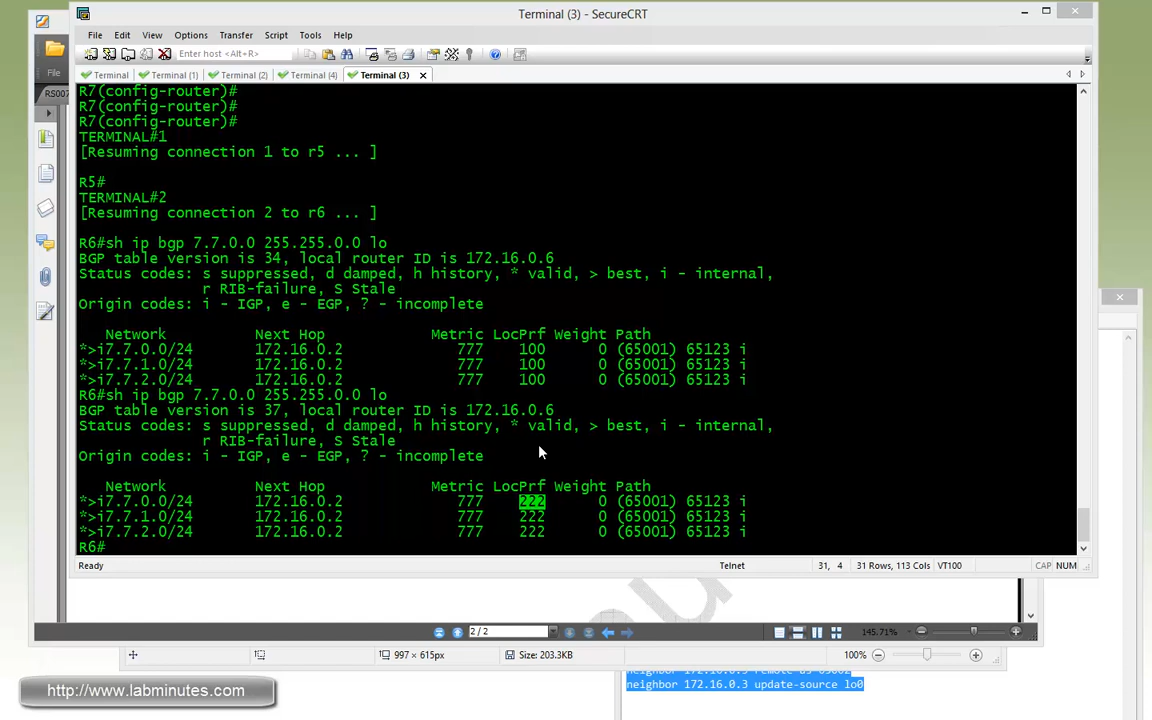 Terminal (3) - SecureCRT
File Edit View Options Transfer Script Tools Help
Enter host <Alt+R>
File
Terminal Terminal (1) Terminal (2) Terminal (4) Terminal (3)
RS007
R7(config-router)#
R7(config-router)#
R7(config-router)#
TERMINAL#1
[Resuming connection 1 to r5 ... ]
R5#
TERMINAL#2
[Resuming connection 2 to r6 ... ]
R6#sh ip bgp 7.7.0.0 255.255.0.0 lo
BGP table version is 34, local router ID is 172.16.0.6
Status codes: s suppressed, d damped, h history, * valid, > best, i - internal,
r RIB-failure, S Stale
Origin codes: i - IGP, e - EGP, ? - incomplete
Network Next Hop Metric LocPrf Weight Path
*>i7.7.0.0/24 172.16.0.2 777 100 0 (65001) 65123 i
*>i7.7.1.0/24 172.16.0.2 777 100 0 (65001) 65123 i
*>i7.7.2.0/24 172.16.0.2 777 100 0 (65001) 65123 i
R6#sh ip bgp 7.7.0.0 255.255.0.0 lo
BGP table version is 37, local router ID is 172.16.0.6
Status codes: s suppressed, d damped, h history, * valid, > best, i - internal,
r RIB-failure, S Stale
Origin codes: i - IGP, e - EGP, ? - incomplete
Network Next Hop Metric LocPrf Weight Path
*>i7.7.0.0/24 172.16.0.2 777 222 0 (65001) 65123 i
*>i7.7.1.0/24 172.16.0.2 777 222 0 (65001) 65123 i
*>i7.7.2.0/24 172.16.0.2 777 222 0 (65001) 65123 i
R6#
Ready Telnet 31, 4 31 Rows, 113 Cols VT100 CAP NUM
nu
2 / 2 145.71%
997 × 615px Size: 203.3KB 100%
neighbor 172.16.0.3 update-source lo0
http://www.labminutes.com